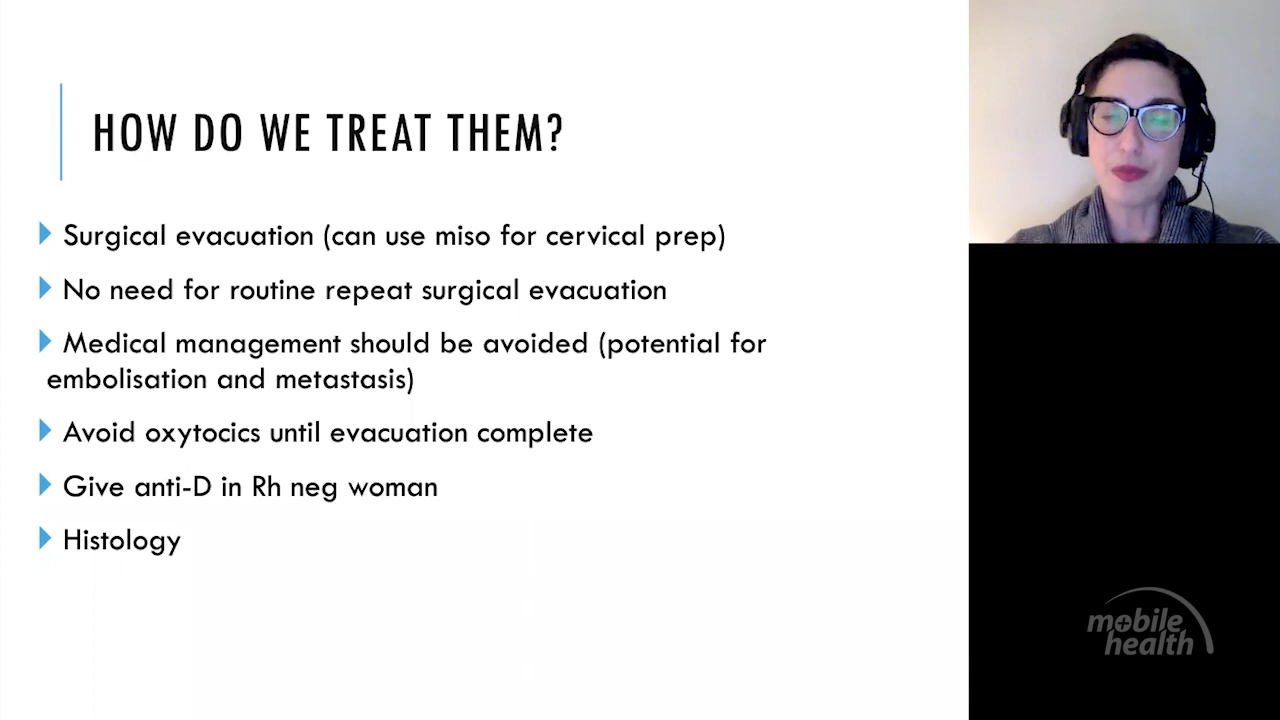 HOW DO WE TREAT THEM?
Surgical evacuation (can use miso for cervical prep)
No need for routine repeat surgical evacuation
Medical management should be avoided (potential for
embolisation and metastasis)
Avoid oxytocics until evacuation complete
Give anti-D in Rh neg woman
Histology
mobile
health